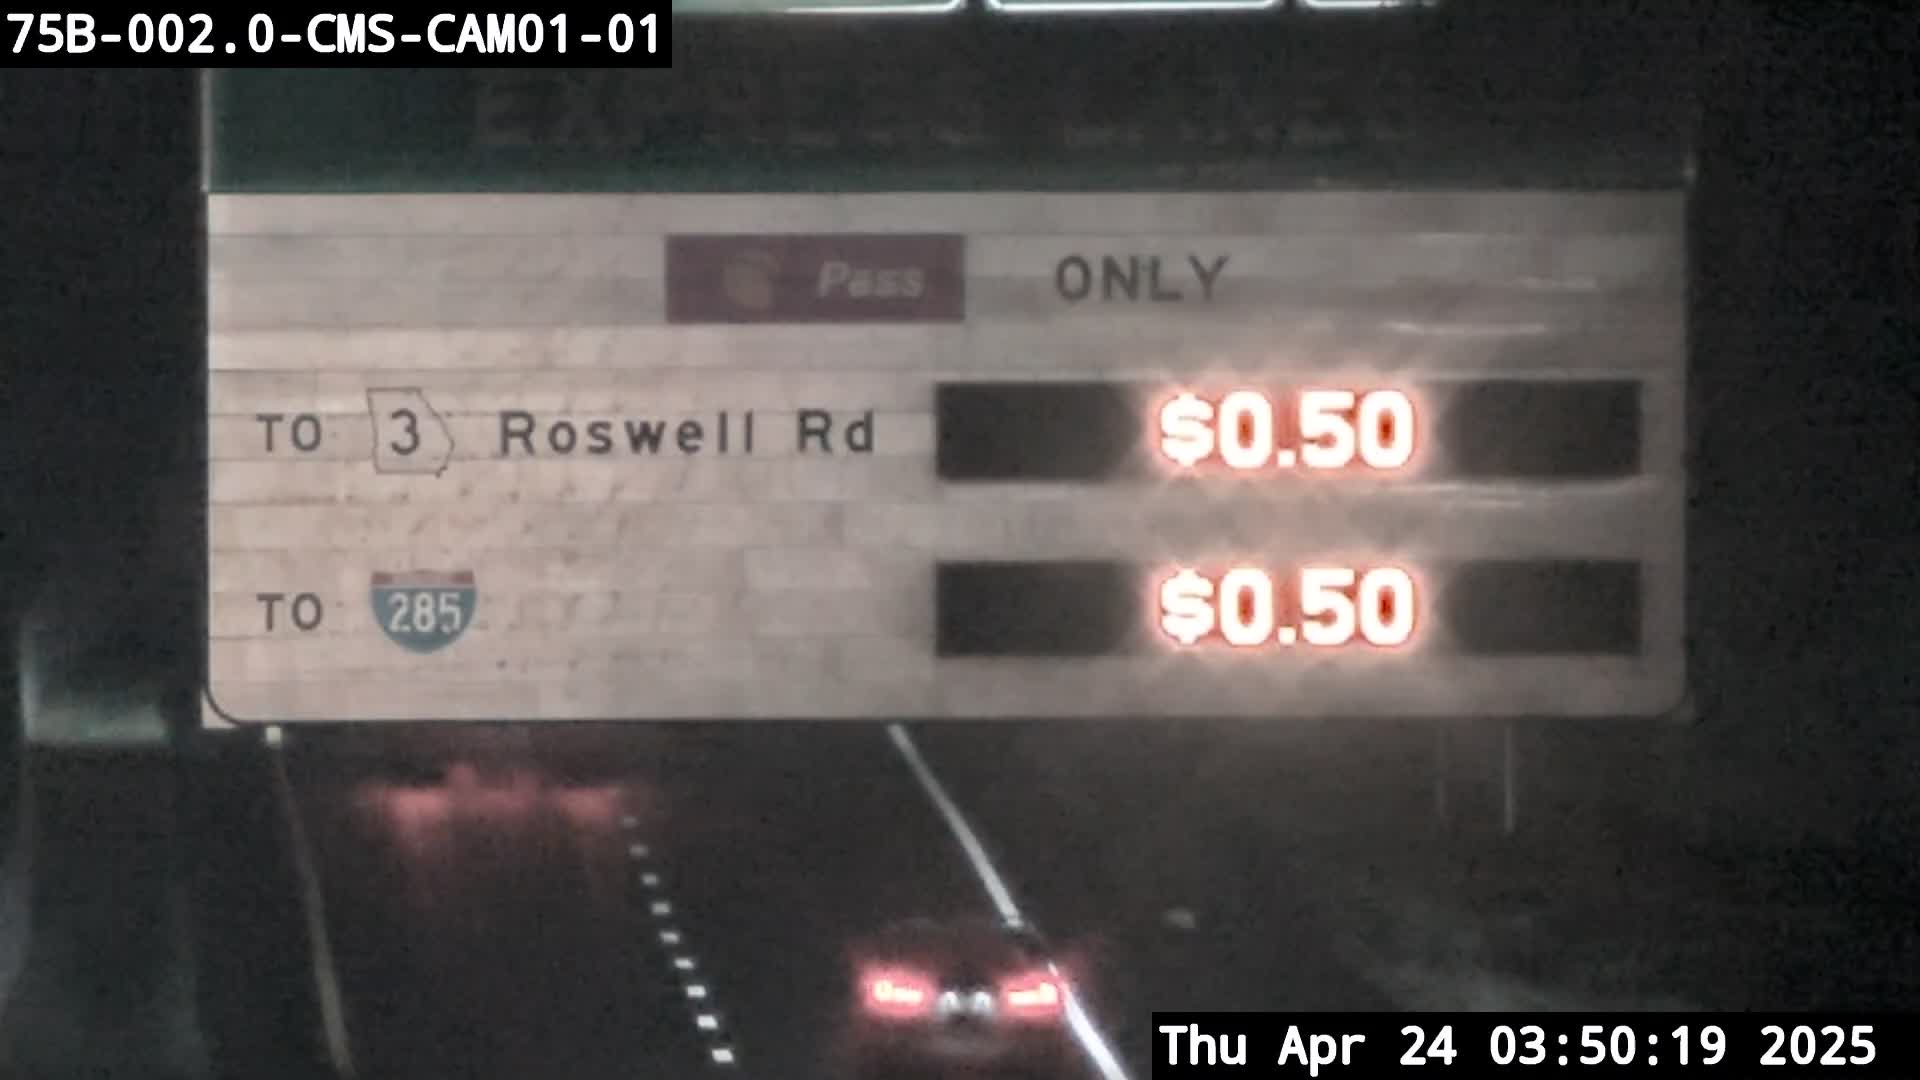 75B-002.0-CMS-CAM01-01
Pass ONLY
TO 3 Roswell Rd $0.50
TO 285 $0.50
Thu Apr 24 03:50:19 2025